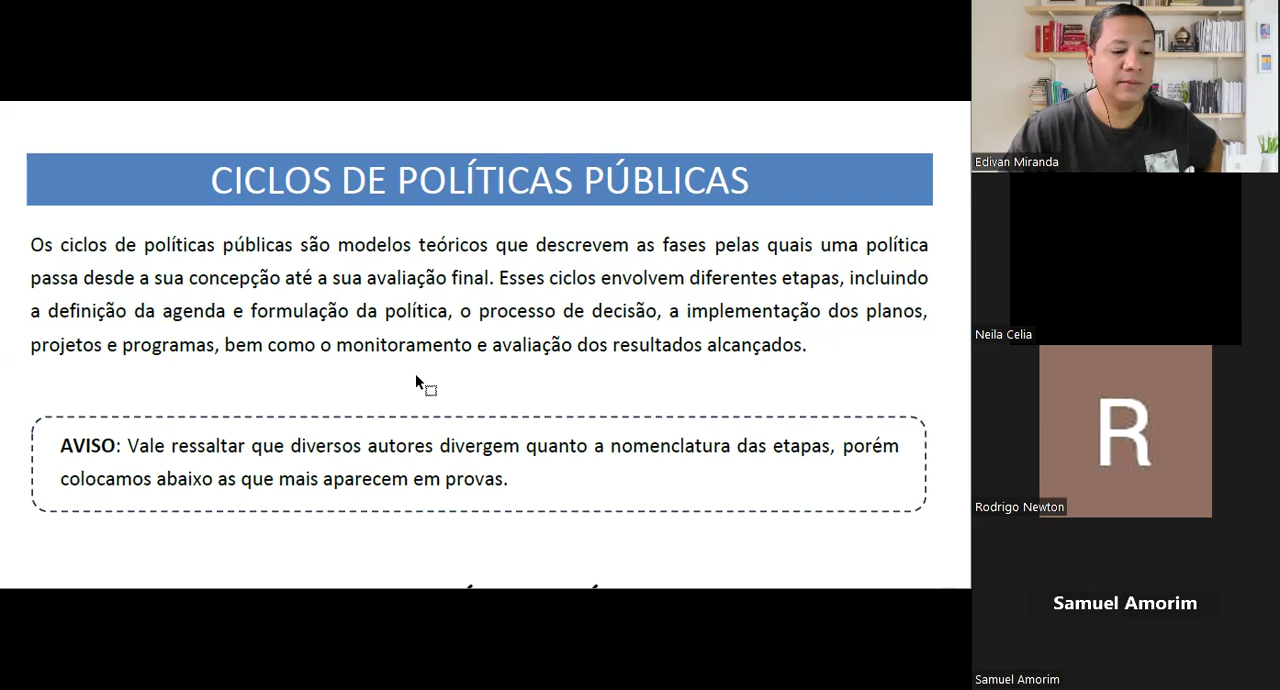 CICLOS DE POLÍTICAS PÚBLICAS
Os ciclos de políticas públicas são modelos teóricos que descrevem as fases pelas quais uma política
passa desde a sua concepção até a sua avaliação final. Esses ciclos envolvem diferentes etapas, incluindo
a definição da agenda e formulação da política, o processo de decisão, a implementação dos planos,
projetos e programas, bem como o monitoramento e avaliação dos resultados alcançados.
AVISO: Vale ressaltar que diversos autores divergem quanto a nomenclatura das etapas, porém
colocamos abaixo as que mais aparecem em provas.
Edivan Miranda
Neila Celia
R
Rodrigo Newton
Samuel Amorim
Samuel Amorim